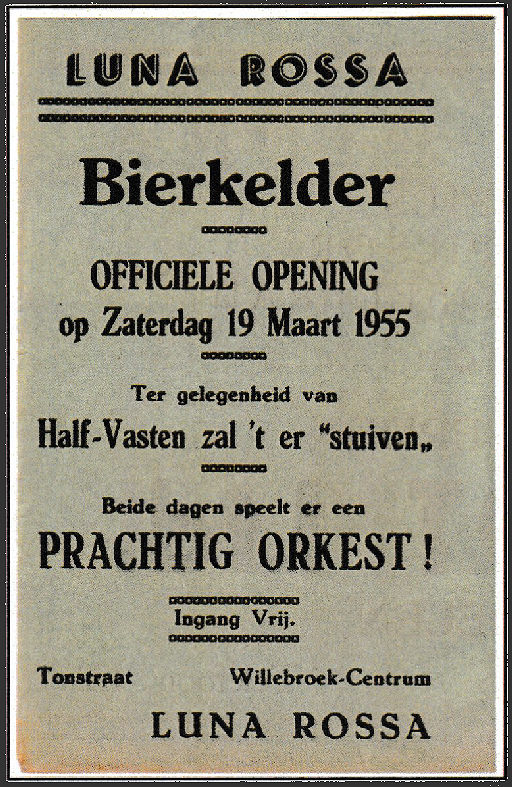 LUNA ROSSA
Bierkelder
OFFICIELE OPENING
op Zaterdag 19 Maart 1955
Ter gelegenheid van
Half-Vasten zal 't er “stuiven„
Beide dagen speelt er een
PRACHTIG ORKEST!
Ingang Vrij.
Tonstraat Willebroek-Centrum
LUNA ROSSA